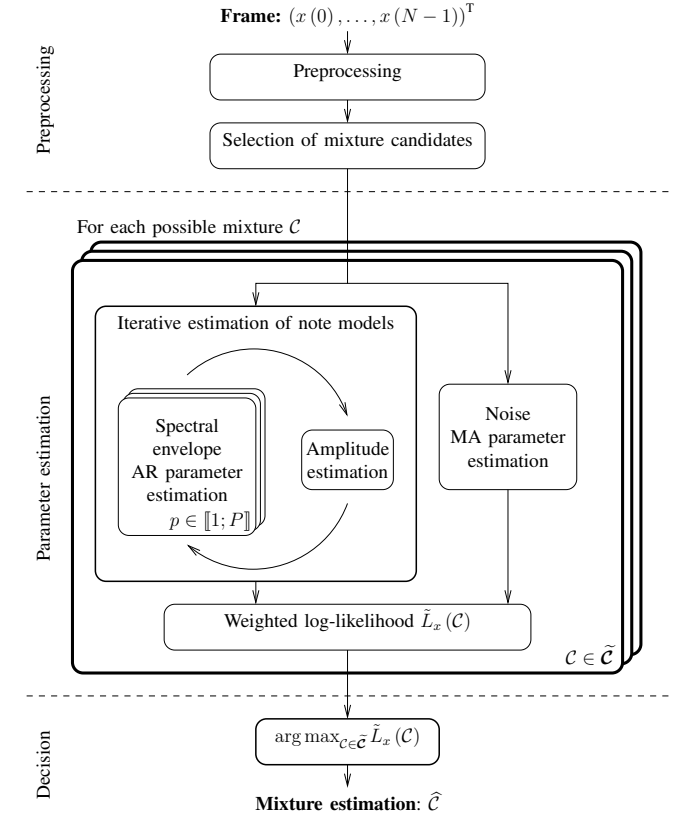 Frame: (x (0) , . . . , x (N − 1))ᵀ
Preprocessing
Preprocessing
Selection of mixture candidates
For each possible mixture 𝒞
Parameter estimation
Iterative estimation of note models
Spectral
envelope
AR parameter
estimation
p ∈ ⟦1; P⟧
Amplitude
estimation
Noise
MA parameter
estimation
Weighted log-likelihood L̃ₓ (𝒞)
𝒞 ∈ 𝓒̃
Decision
arg max_{𝒞∈𝓒̃} L̃ₓ (𝒞)
Mixture estimation: 𝒞̂